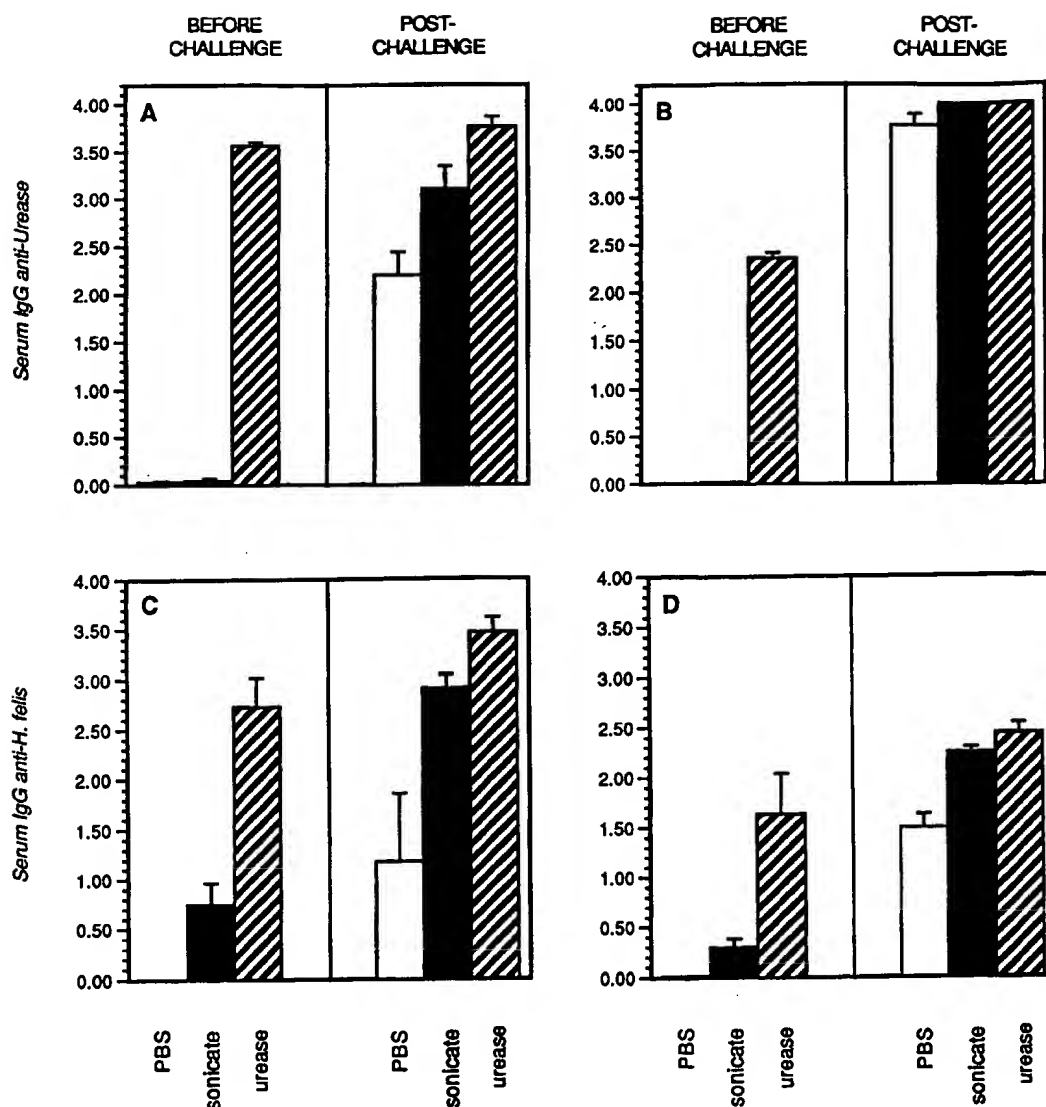 BEFORE CHALLENGE
POST-CHALLENGE
BEFORE CHALLENGE
POST-CHALLENGE
Serum IgG anti-Urease
A
4.00
3.50
3.00
2.50
2.00
1.50
1.00
0.50
0.00
B
4.00
3.50
3.00
2.50
2.00
1.50
1.00
0.50
0.00
Serum IgG anti-H. felis
C
4.00
3.50
3.00
2.50
2.00
1.50
1.00
0.50
0.00
D
4.00
3.50
3.00
2.50
2.00
1.50
1.00
0.50
0.00
PBS
sonicate
urease
PBS
sonicate
urease
PBS
sonicate
urease
PBS
sonicate
urease